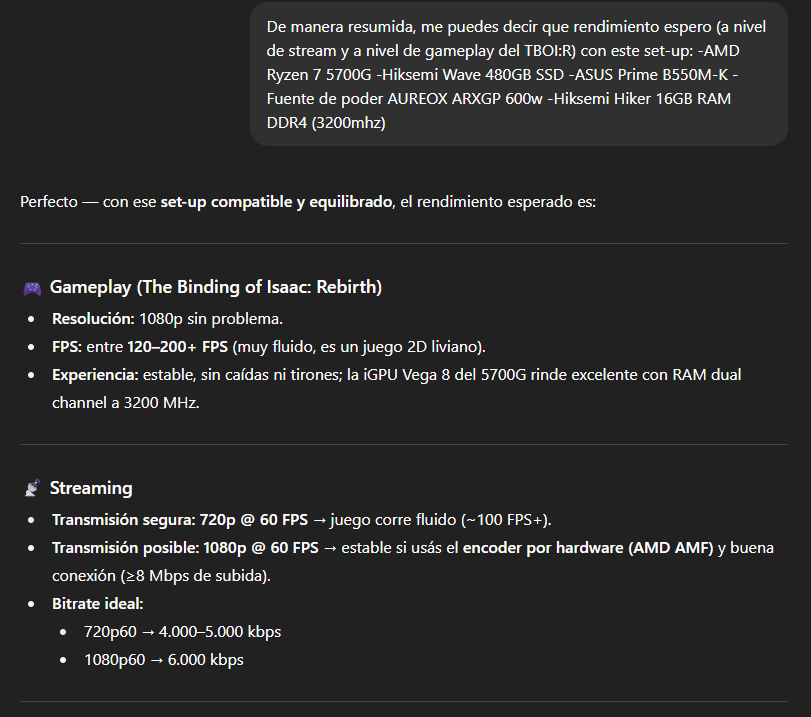 De manera resumida, me puedes decir que rendimiento espero (a nivel
de stream y a nivel de gameplay del TBOI:R) con este set-up: -AMD
Ryzen 7 5700G -Hiksemi Wave 480GB SSD -ASUS Prime B550M-K -
Fuente de poder AUREOX ARXGP 600w -Hiksemi Hiker 16GB RAM
DDR4 (3200mhz)
Perfecto — con ese set-up compatible y equilibrado, el rendimiento esperado es:
🎮 Gameplay (The Binding of Isaac: Rebirth)
• Resolución: 1080p sin problema.
• FPS: entre 120–200+ FPS (muy fluido, es un juego 2D liviano).
• Experiencia: estable, sin caídas ni tirones; la iGPU Vega 8 del 5700G rinde excelente con RAM dual
channel a 3200 MHz.
📡 Streaming
• Transmisión segura: 720p @ 60 FPS → juego corre fluido (~100 FPS+).
• Transmisión posible: 1080p @ 60 FPS → estable si usás el encoder por hardware (AMD AMF) y buena
conexión (≥8 Mbps de subida).
• Bitrate ideal:
• 720p60 → 4.000–5.000 kbps
• 1080p60 → 6.000 kbps